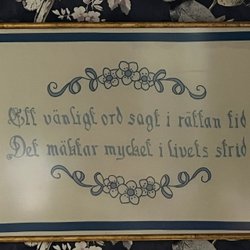 Ett vänligt ord sagt i rättan tid
Det mäktar mycket i livets strid